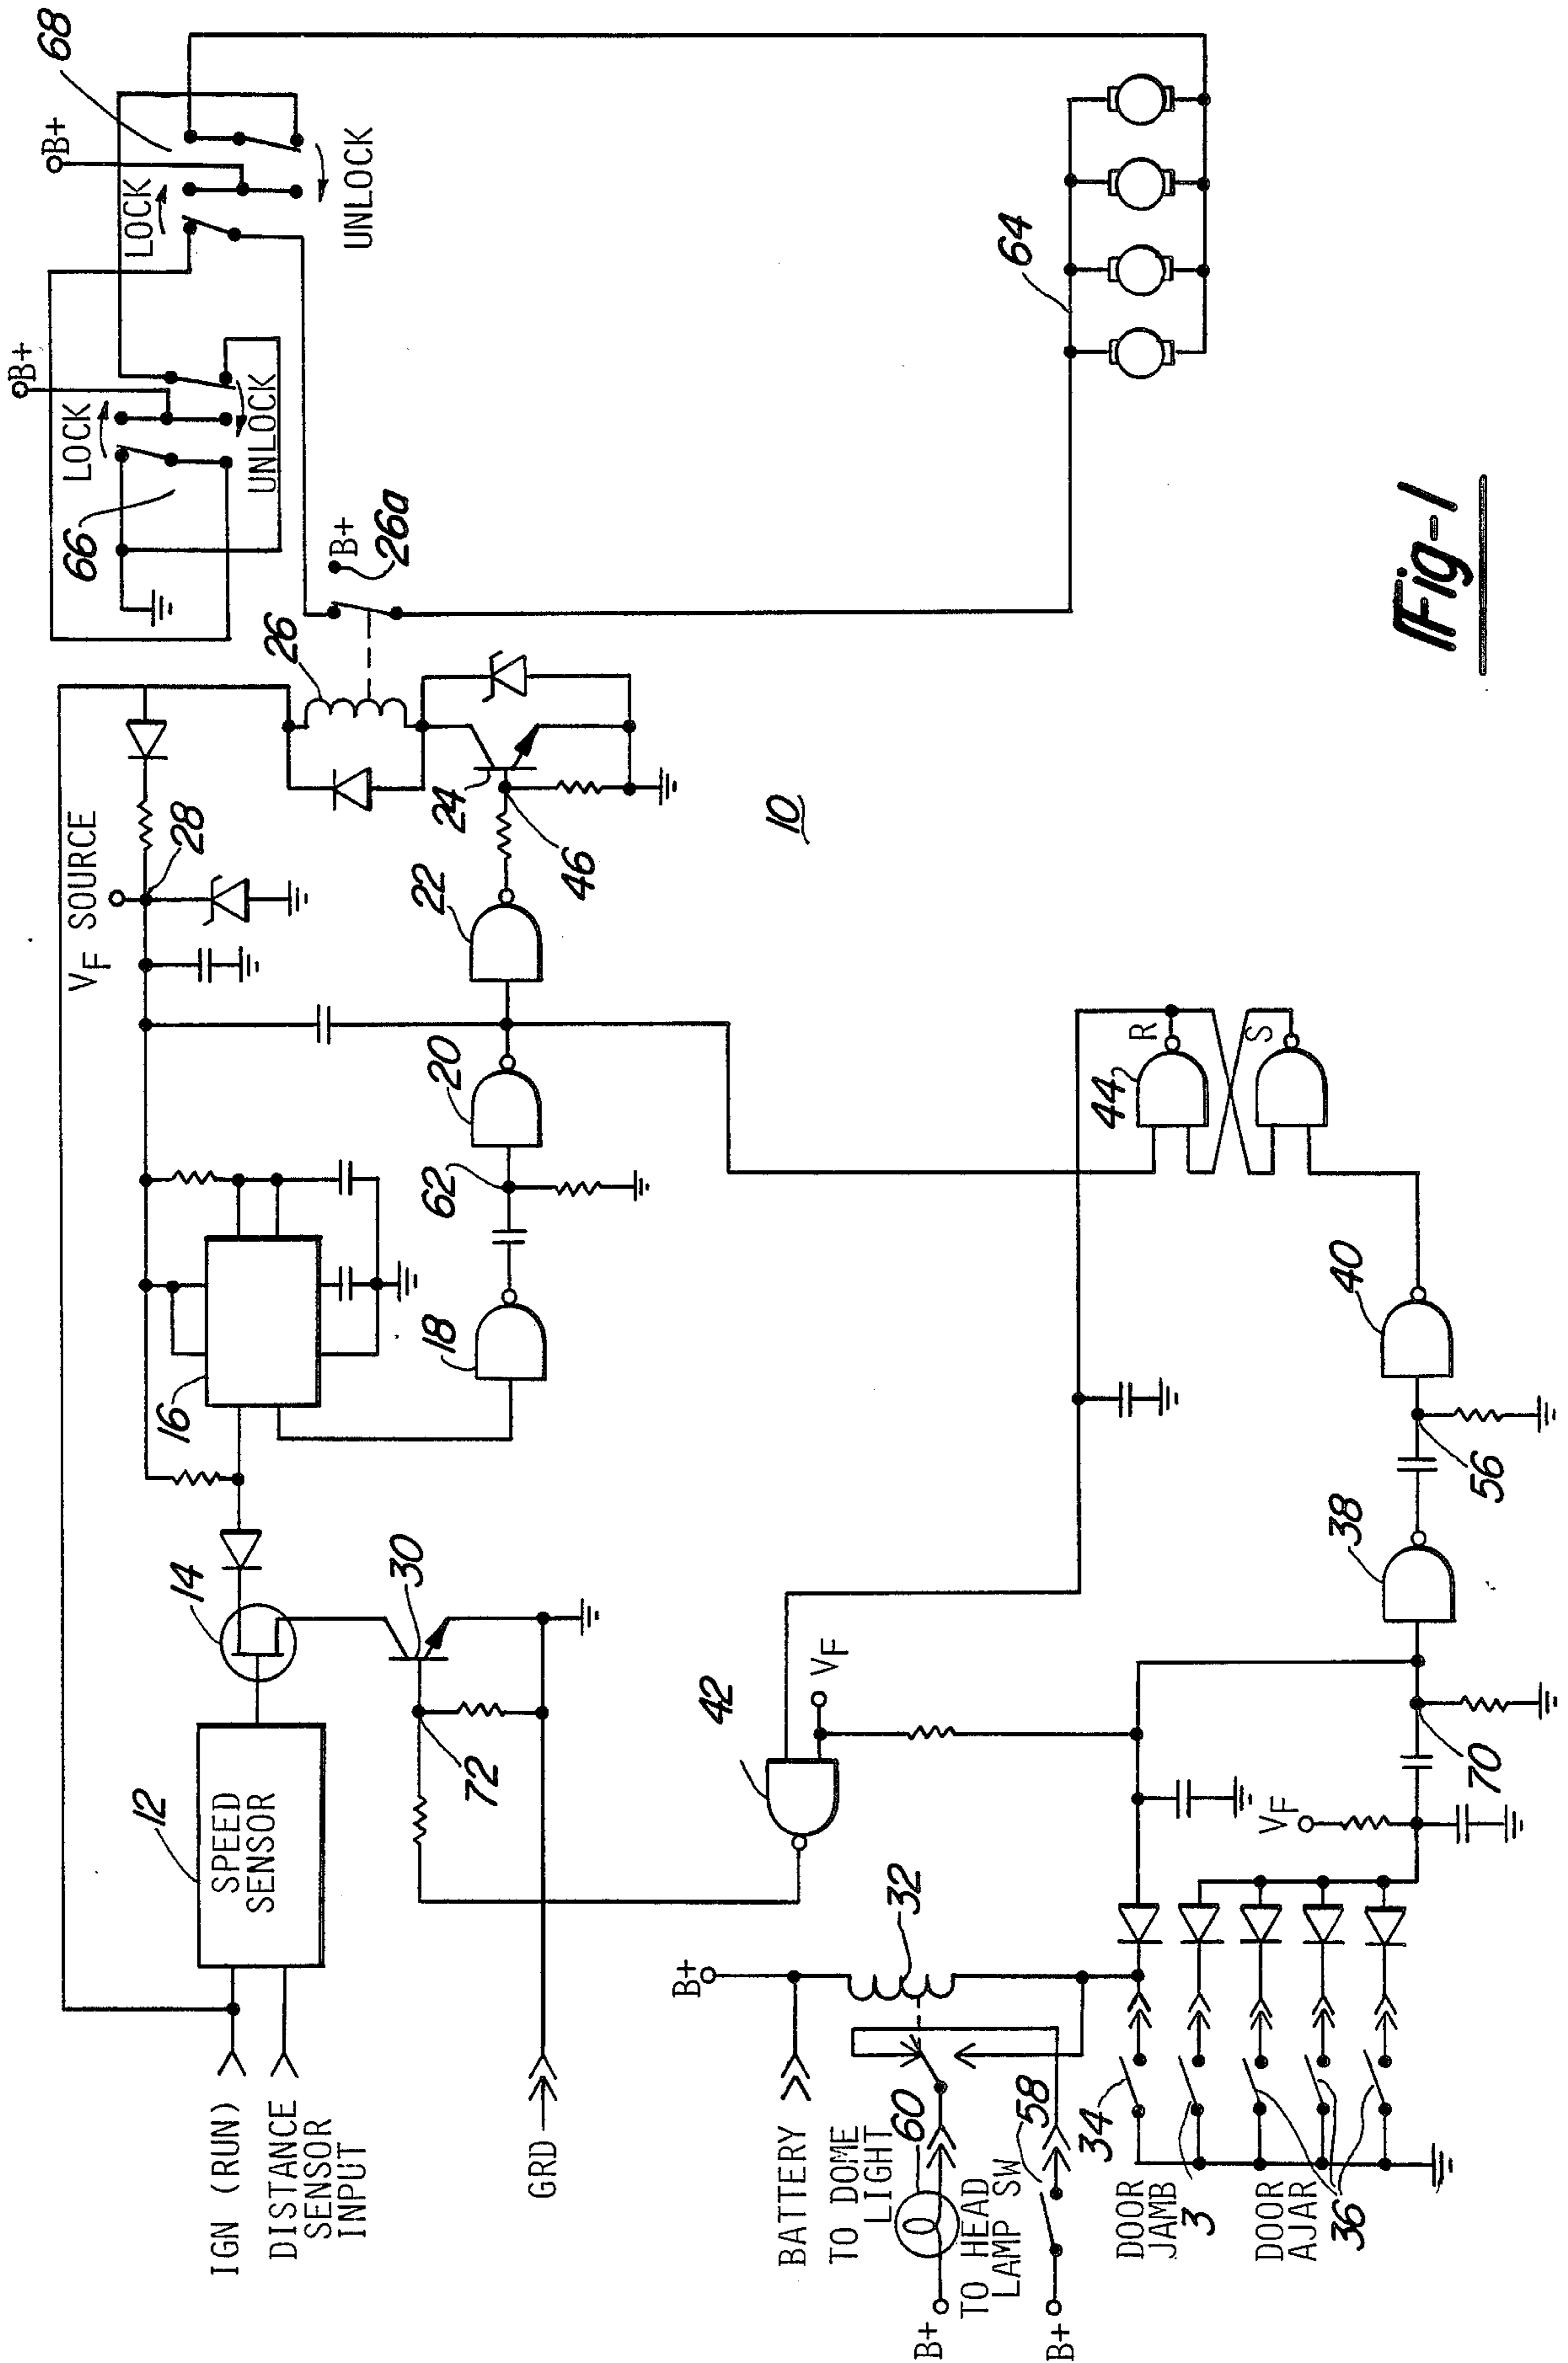 IGN (RUN)
DISTANCE
SENSOR
INPUT
GRD
BATTERY
TO DOME
LIGHT
TO HEAD
LAMP SW
B+
B+
DOOR
JAMB
3
DOOR
AJAR
36
34
58
60
B+
32
12
SPEED
SENSOR
14
30
72
42
VF
VF
70
38
56
40
16
18
62
20
22
VF SOURCE
28
24
46
26
10
44
R
S
66
LOCK
UNLOCK
B+
B+
26a
68
LOCK
UNLOCK
B+
64
Fig-1